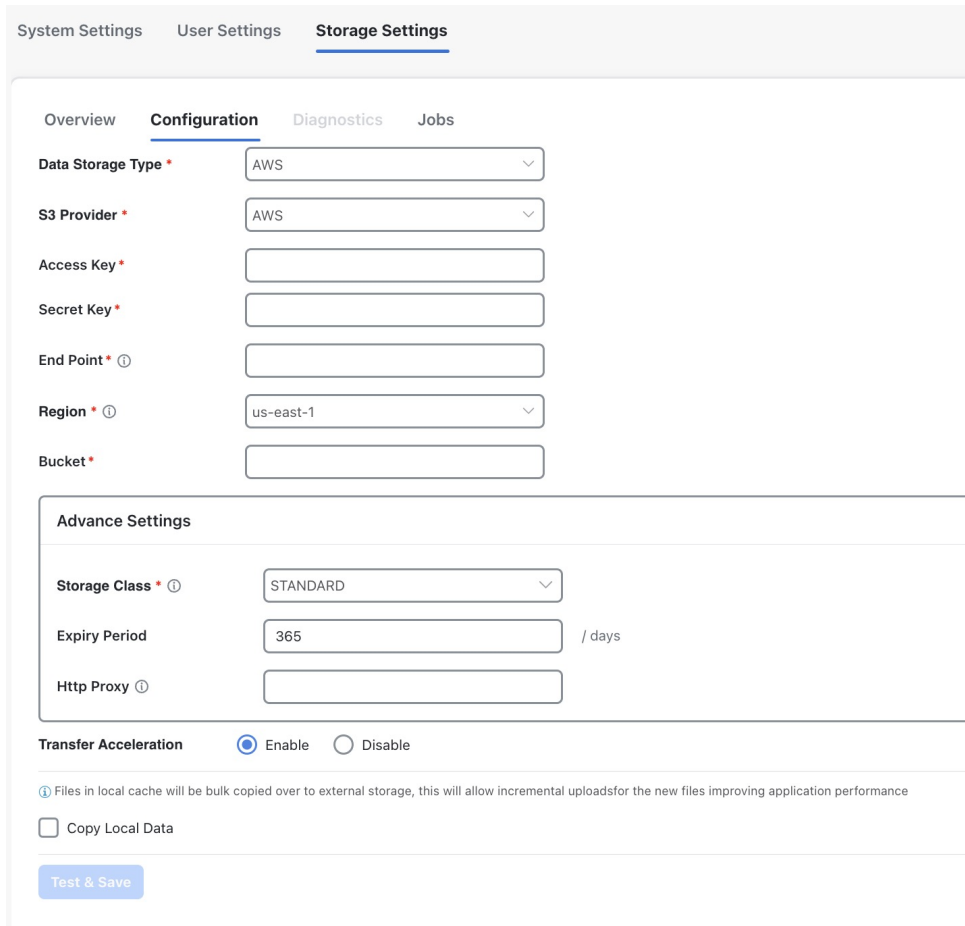 System Settings User Settings Storage Settings
Overview Configuration Diagnostics Jobs
Data Storage Type * AWS
S3 Provider * AWS
Access Key *
Secret Key *
End Point *
Region * us-east-1
Bucket *
Advance Settings
Storage Class * STANDARD
Expiry Period 365 / days
Http Proxy
Transfer Acceleration Enable Disable
Files in local cache will be bulk copied over to external storage, this will allow incremental uploadsfor the new files improving application performance
Copy Local Data
Test & Save